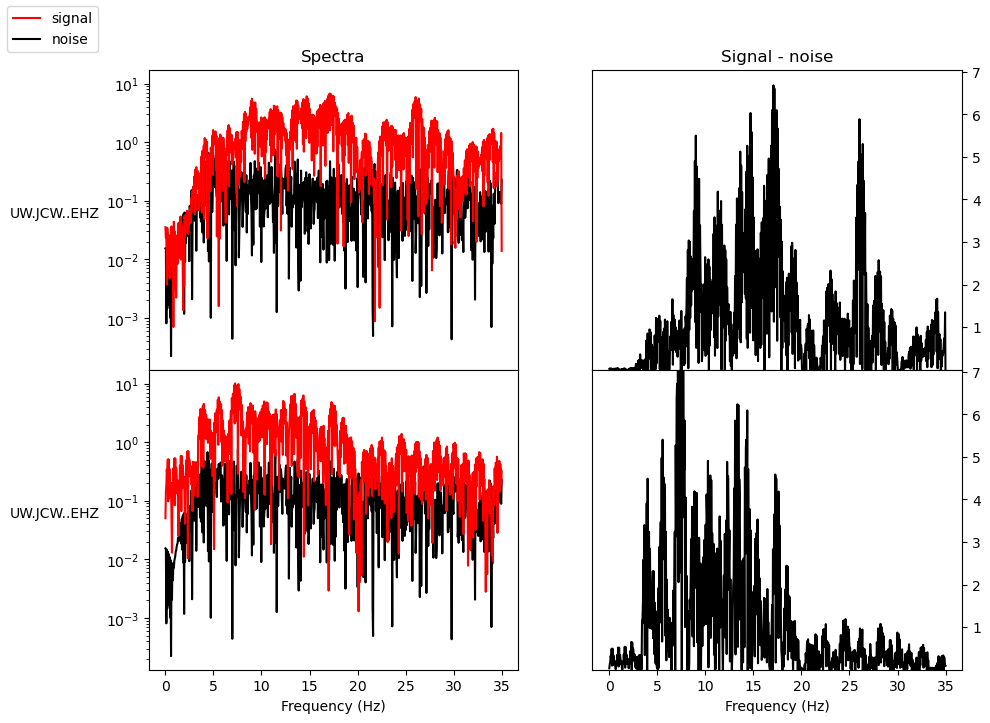 signal
noise
Spectra
Signal - noise
10¹
10⁰
10⁻¹
10⁻²
10⁻³
UW.JCW..EHZ
7
6
5
4
3
2
1
10¹
10⁰
10⁻¹
10⁻²
10⁻³
UW.JCW..EHZ
7
6
5
4
3
2
1
0 5 10 15 20 25 30 35
0 5 10 15 20 25 30 35
Frequency (Hz)
Frequency (Hz)